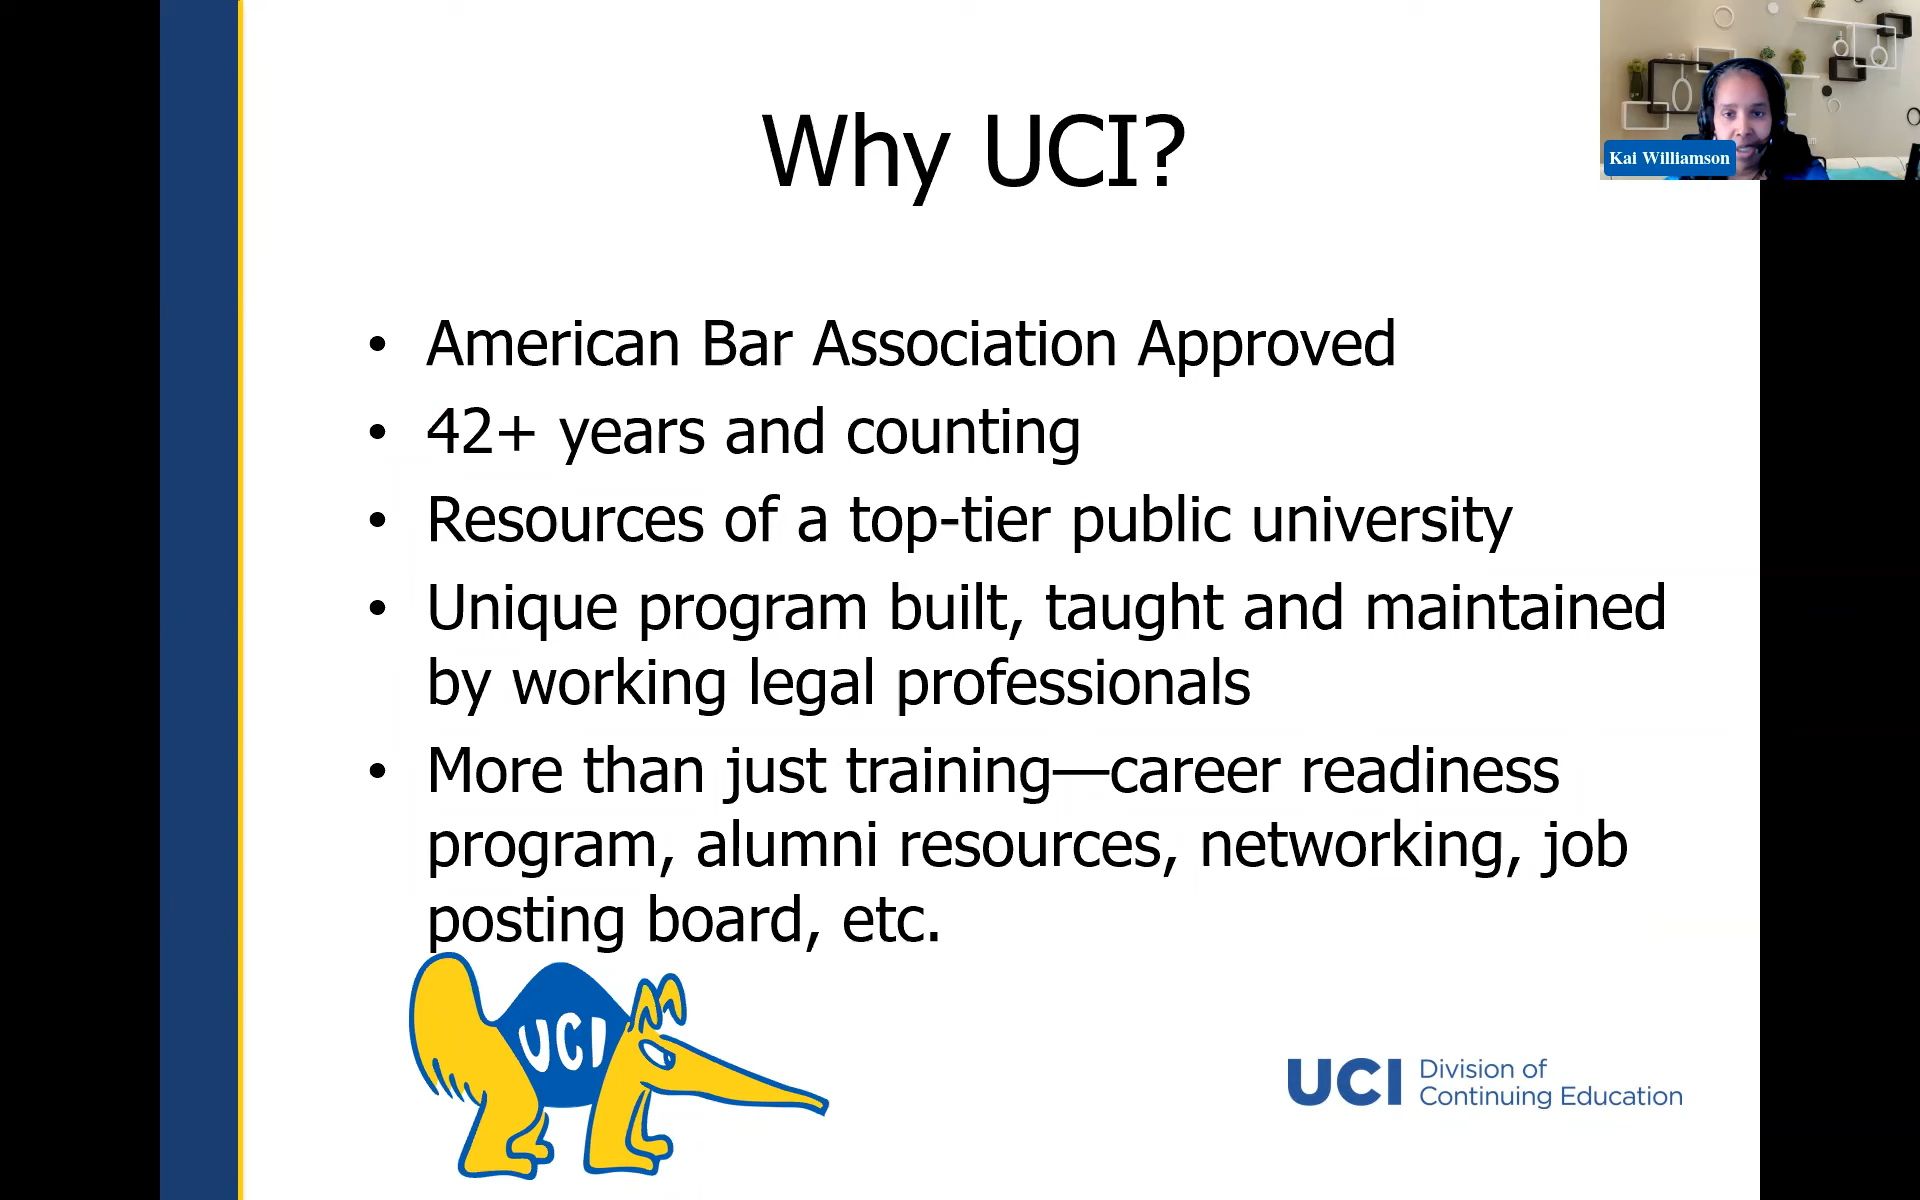 Why UCI?
Kai Williamson
• American Bar Association Approved
• 42+ years and counting
• Resources of a top-tier public university
• Unique program built, taught and maintained
by working legal professionals
• More than just training—career readiness
program, alumni resources, networking, job
posting board, etc.
UCI
UCI Division of
Continuing Education